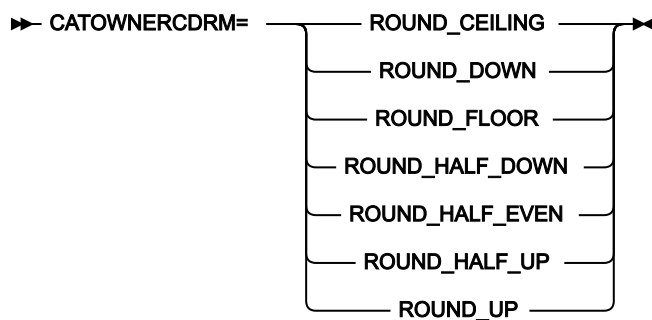 CATOWNERCDRM= ROUND_CEILING
ROUND_DOWN
ROUND_FLOOR
ROUND_HALF_DOWN
ROUND_HALF_EVEN
ROUND_HALF_UP
ROUND_UP